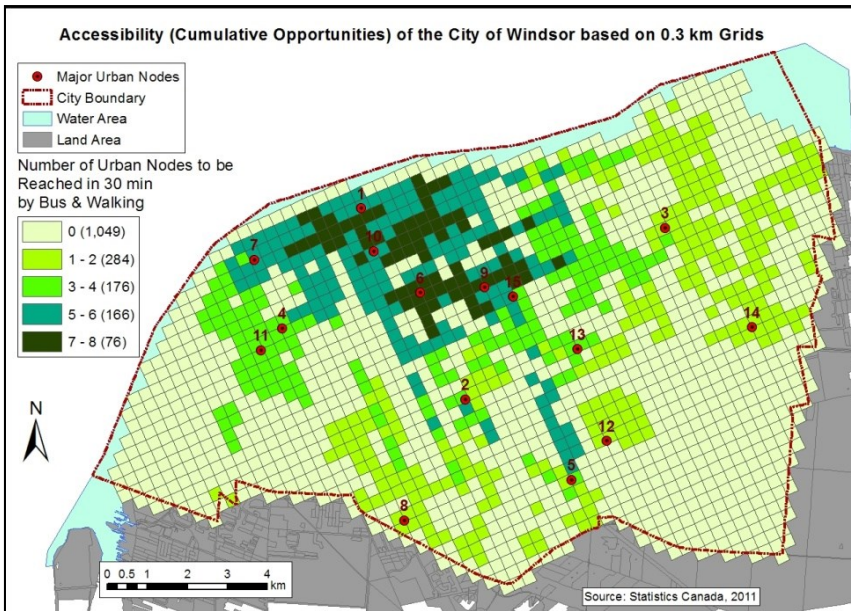 Accessibility (Cumulative Opportunities) of the City of Windsor based on 0.3 km Grids
Major Urban Nodes
City Boundary
Water Area
Land Area
Number of Urban Nodes to be
Reached in 30 min
by Bus & Walking
0 (1,049)
1 - 2 (284)
3 - 4 (176)
5 - 6 (166)
7 - 8 (76)
1
3
10
7
6
9
15
4
14
11
13
2
12
5
8
N
0 0.5 1 2 3 4
km
Source: Statistics Canada, 2011